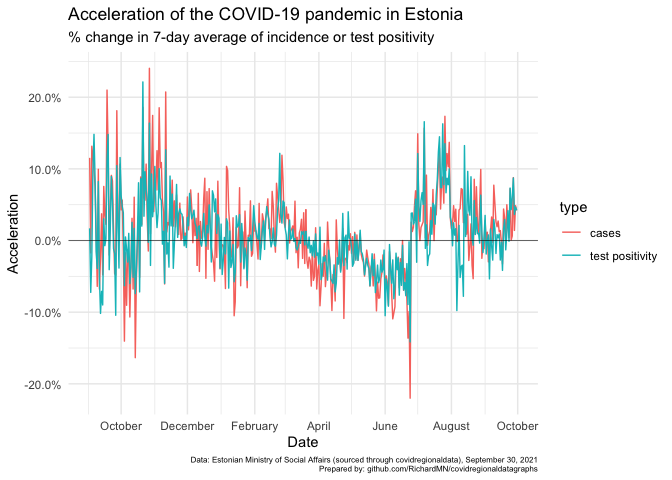 Acceleration of the COVID-19 pandemic in Estonia
% change in 7-day average of incidence or test positivity
Acceleration
20.0%
10.0%
0.0%
-10.0%
-20.0%
October December February April June August October
Date
type
cases
test positivity
Data: Estonian Ministry of Social Affairs (sourced through covidregionaldata), September 30, 2021
Prepared by: github.com/RichardMN/covidregionaldatagraphs